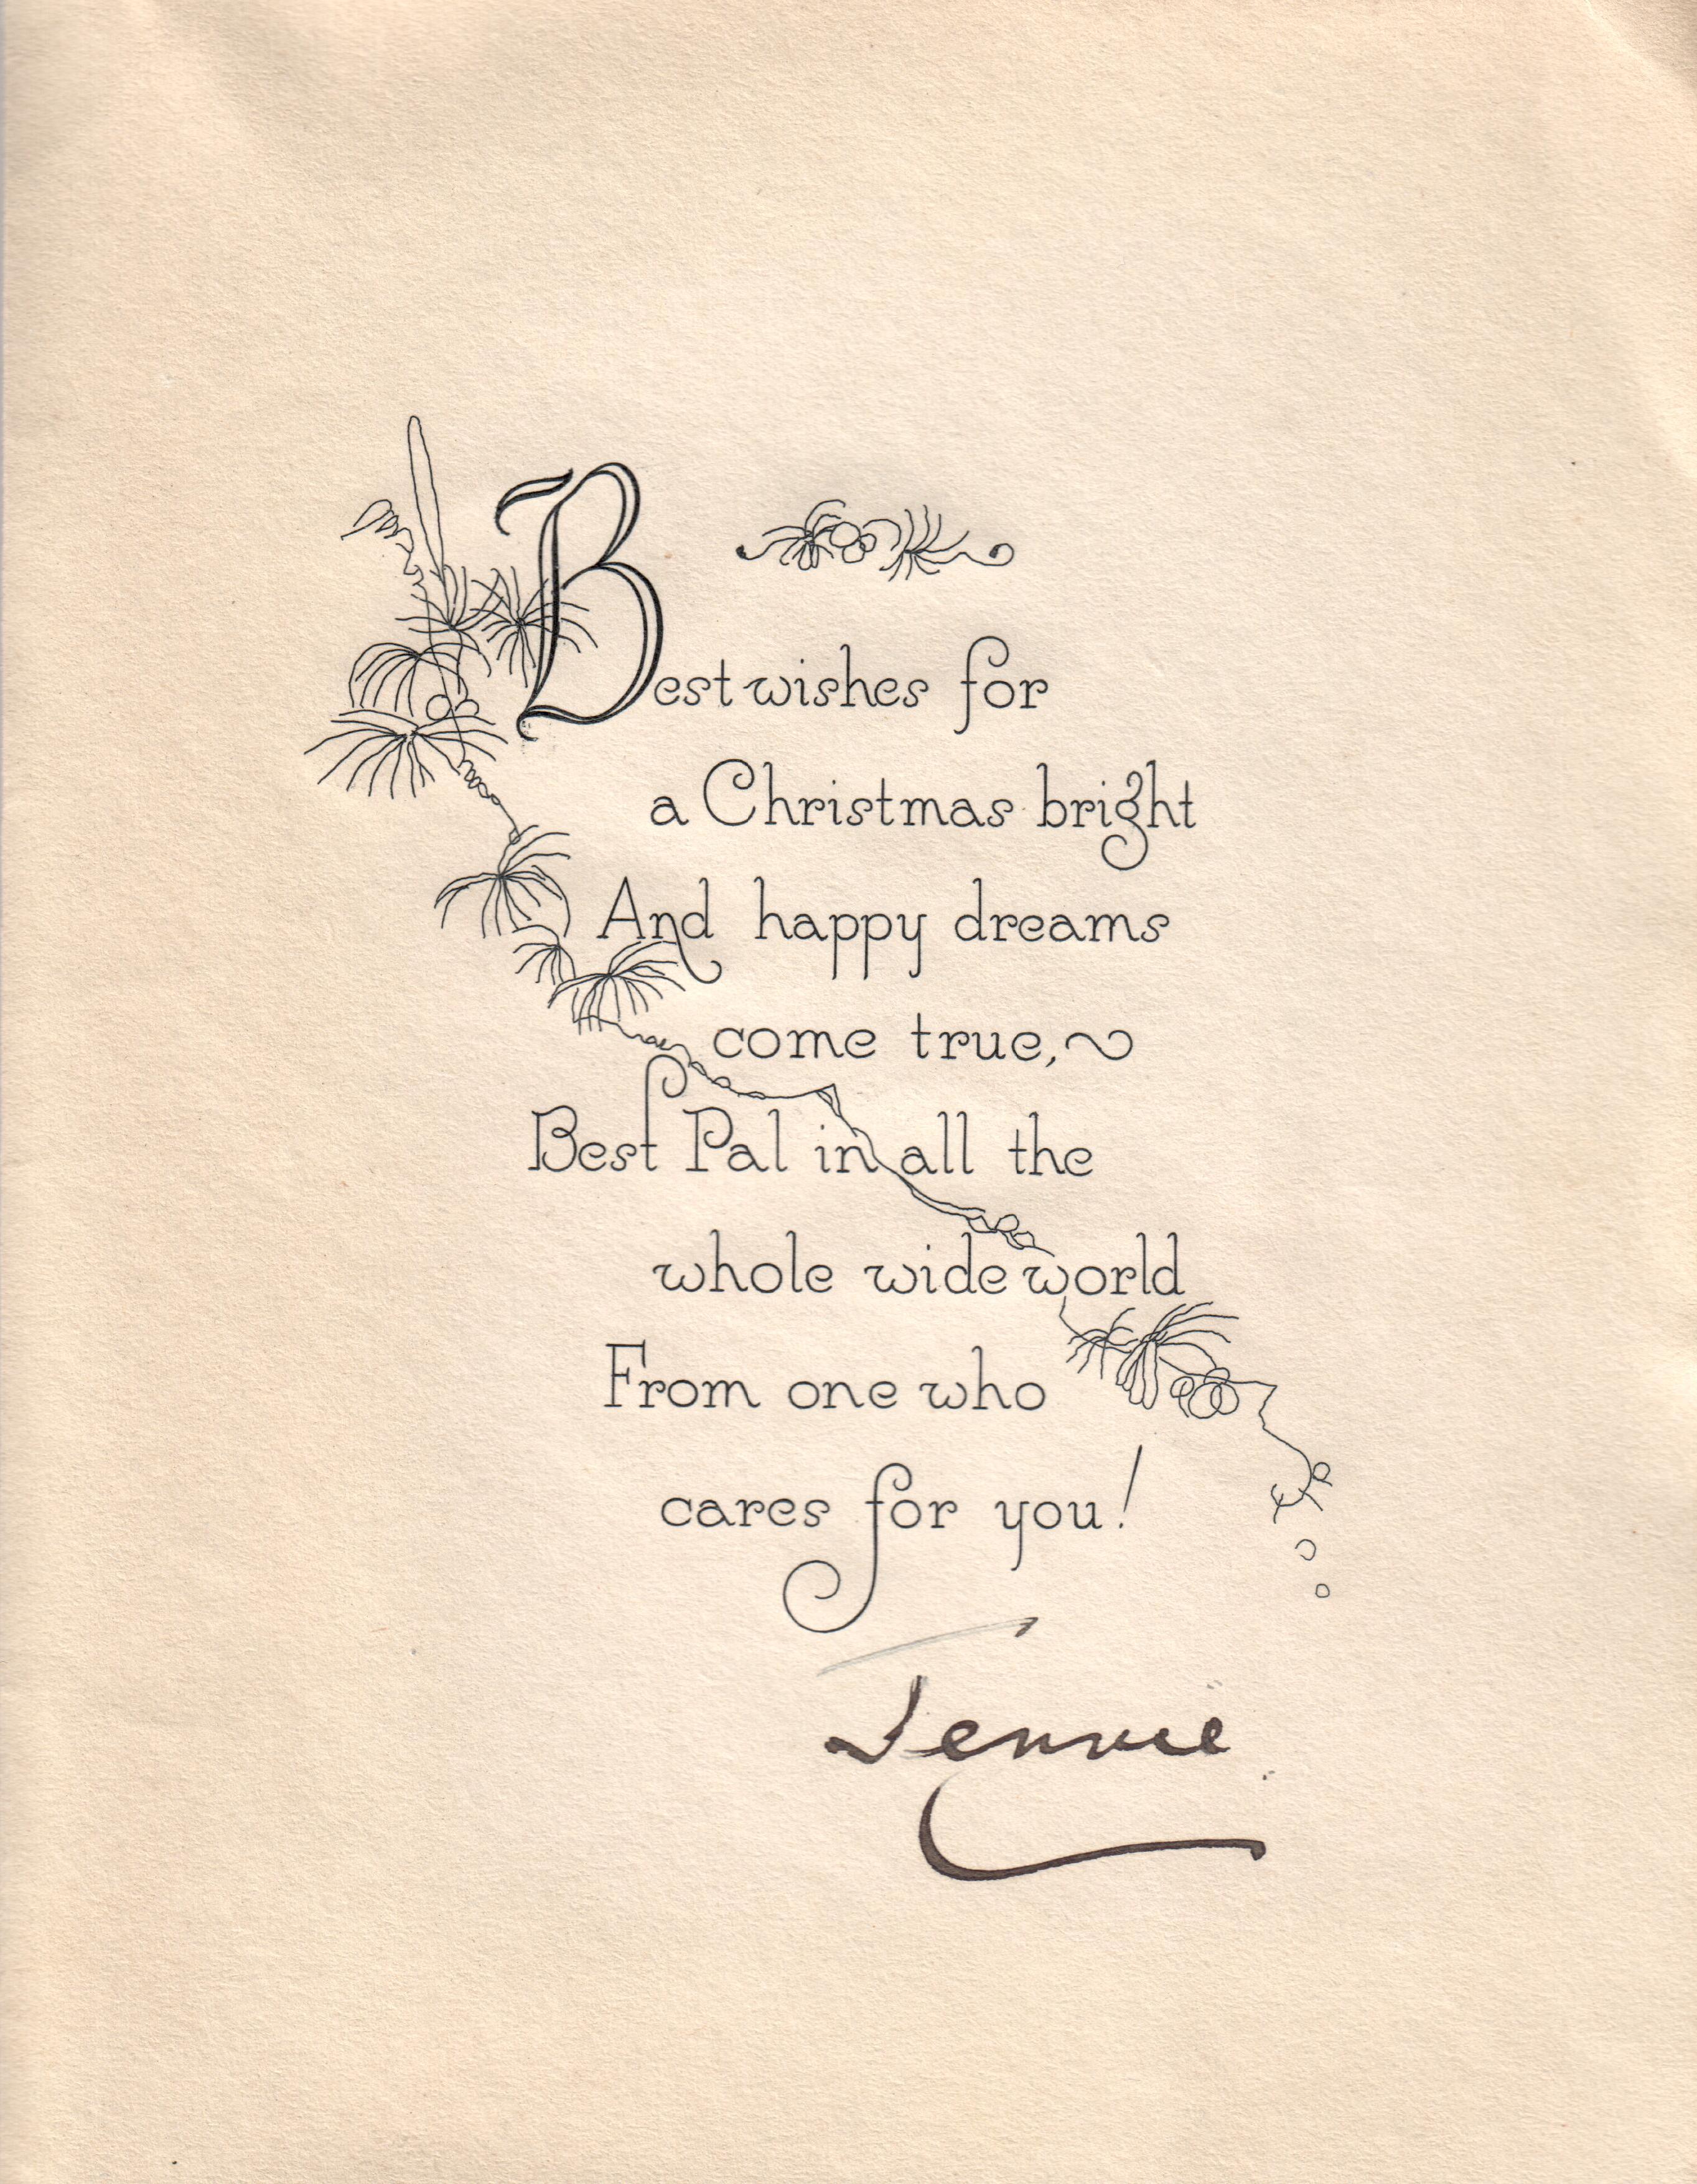 Best wishes for
a Christmas bright
And happy dreams
come true,~
Best Pal in all the
whole wide world
From one who
cares for you!
Jennie